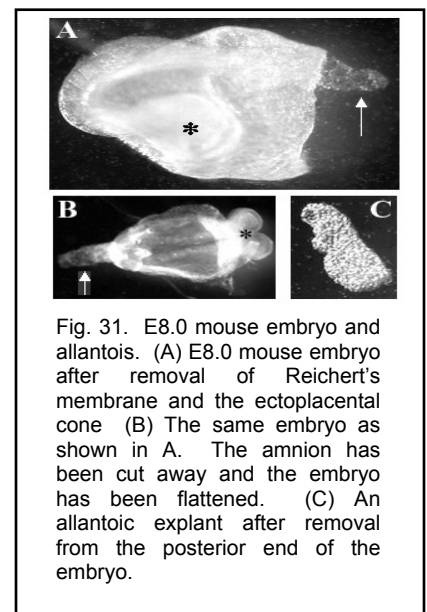 A
*
B
*
C
Fig. 31. E8.0 mouse embryo and
allantois. (A) E8.0 mouse embryo
after removal of Reichert's
membrane and the ectoplacental
cone (B) The same embryo as
shown in A. The amnion has
been cut away and the embryo
has been flattened. (C) An
allantoic explant after removal
from the posterior end of the
embryo.